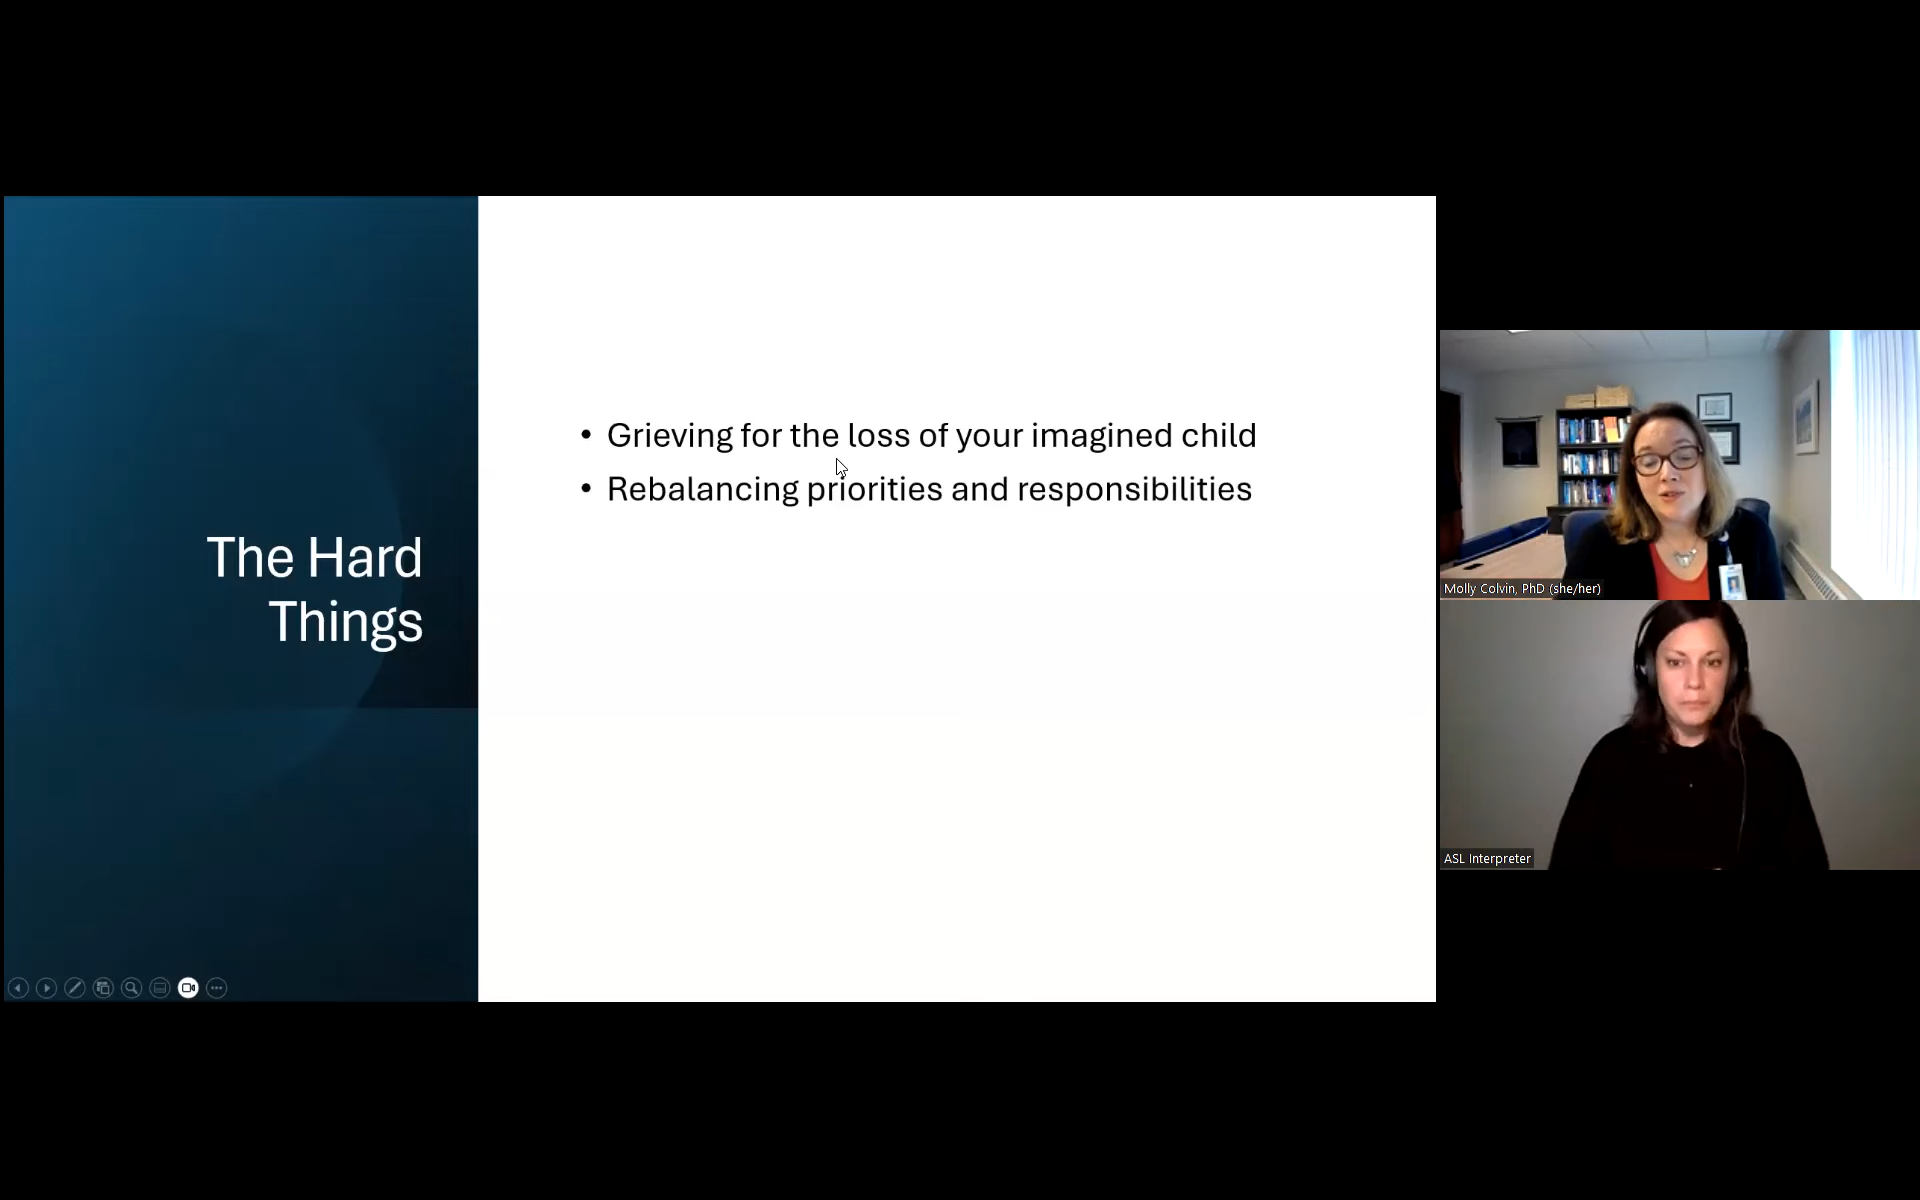 The Hard
Things
• Grieving for the loss of your imagined child
• Rebalancing priorities and responsibilities
Molly Colvin, PhD (she/her)
ASL Interpreter